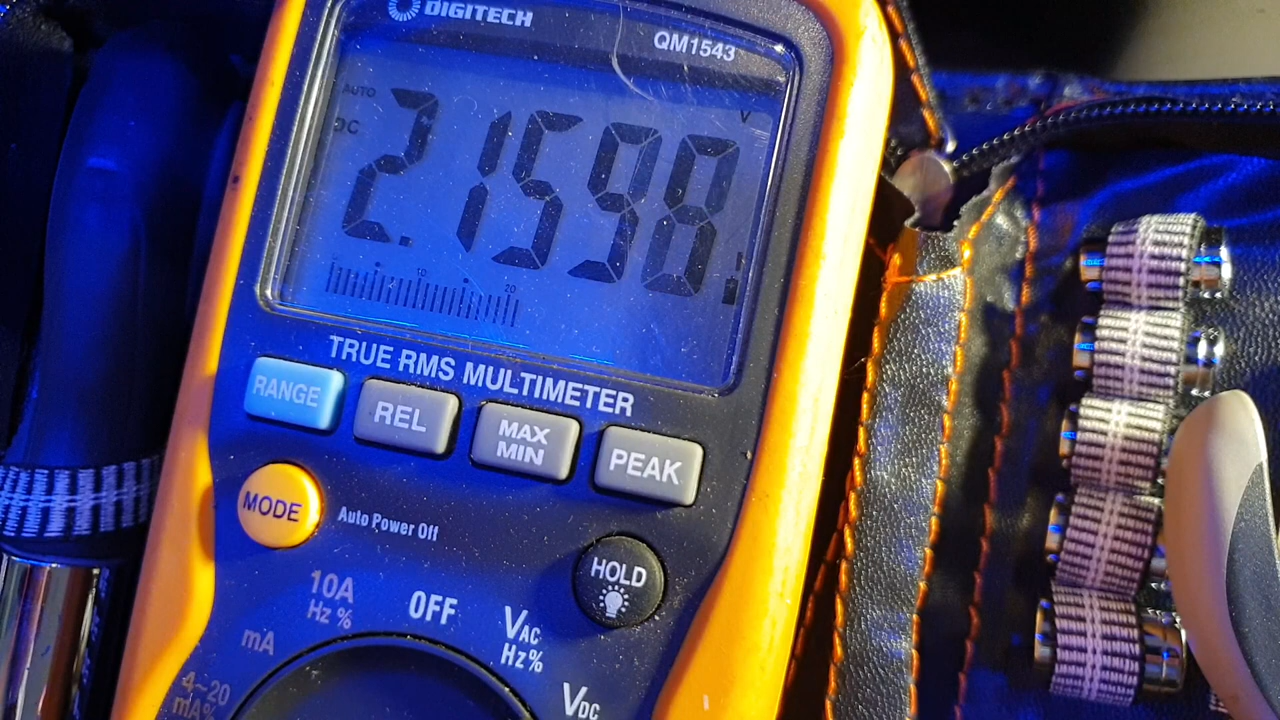 DIGITECH
QM1543
AUTO
DC
V
2.1598
10
20
TRUE RMS MULTIMETER
RANGE
REL
MAX
MIN
PEAK
MODE
Auto Power Off
HOLD
10A
Hz %
OFF
VAC
Hz%
mA
4~20
mA%
VDC